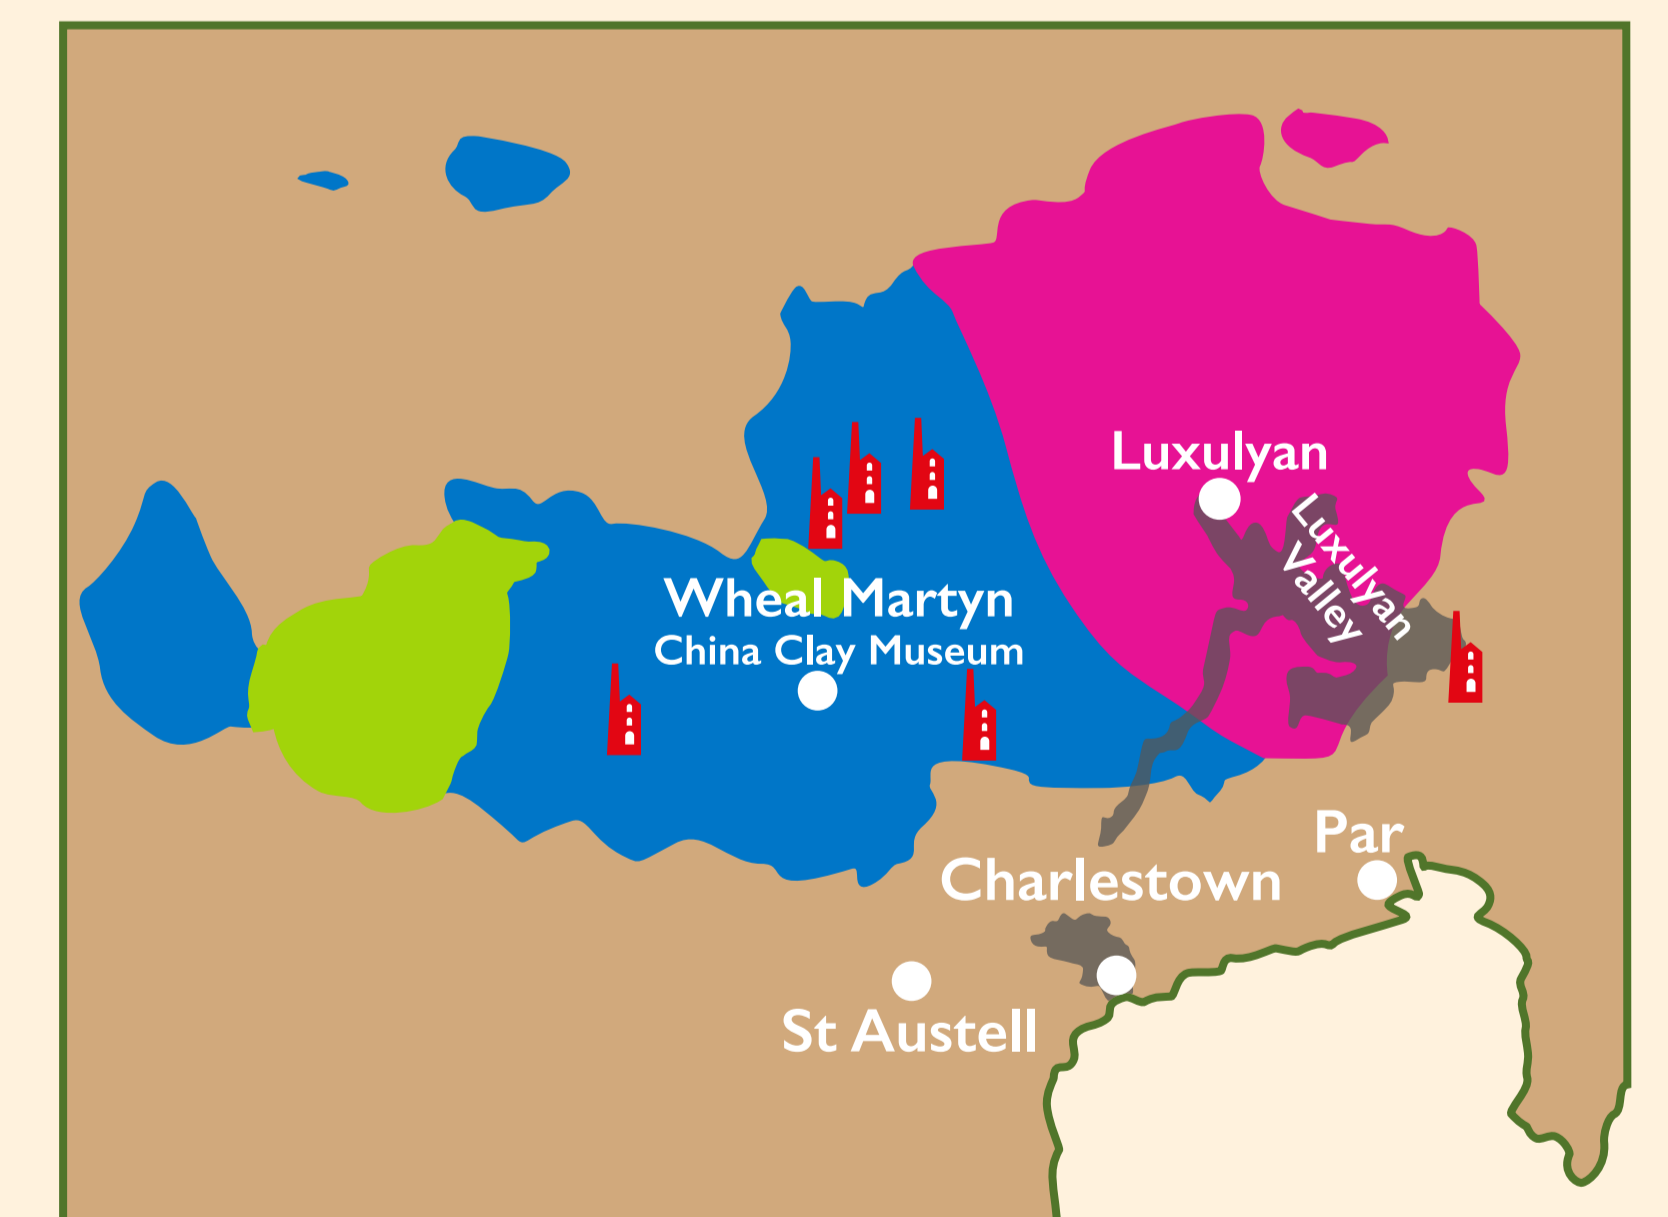 Luxulyan
Luxulyan
Valley
Wheal Martyn
China Clay Museum
Par
Charlestown
St Austell